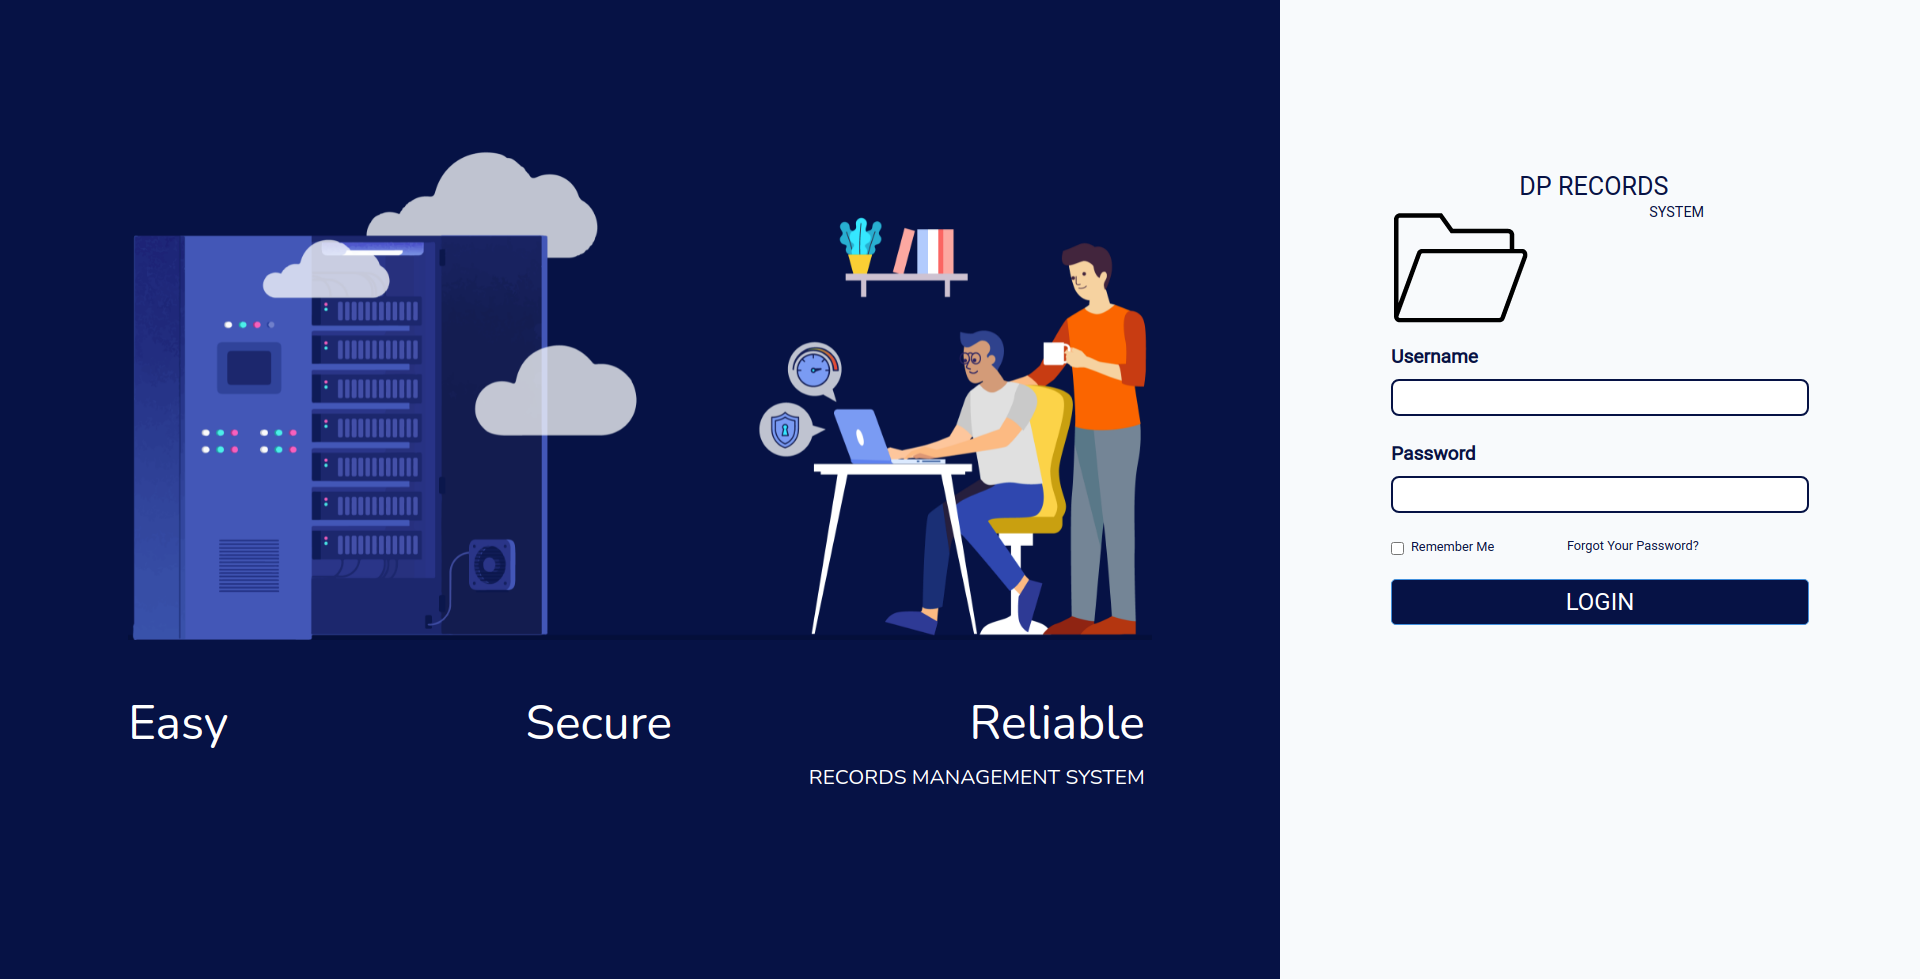 Easy Secure Reliable
RECORDS MANAGEMENT SYSTEM
DP RECORDS
SYSTEM
Username
Password
Remember Me
Forgot Your Password?
LOGIN